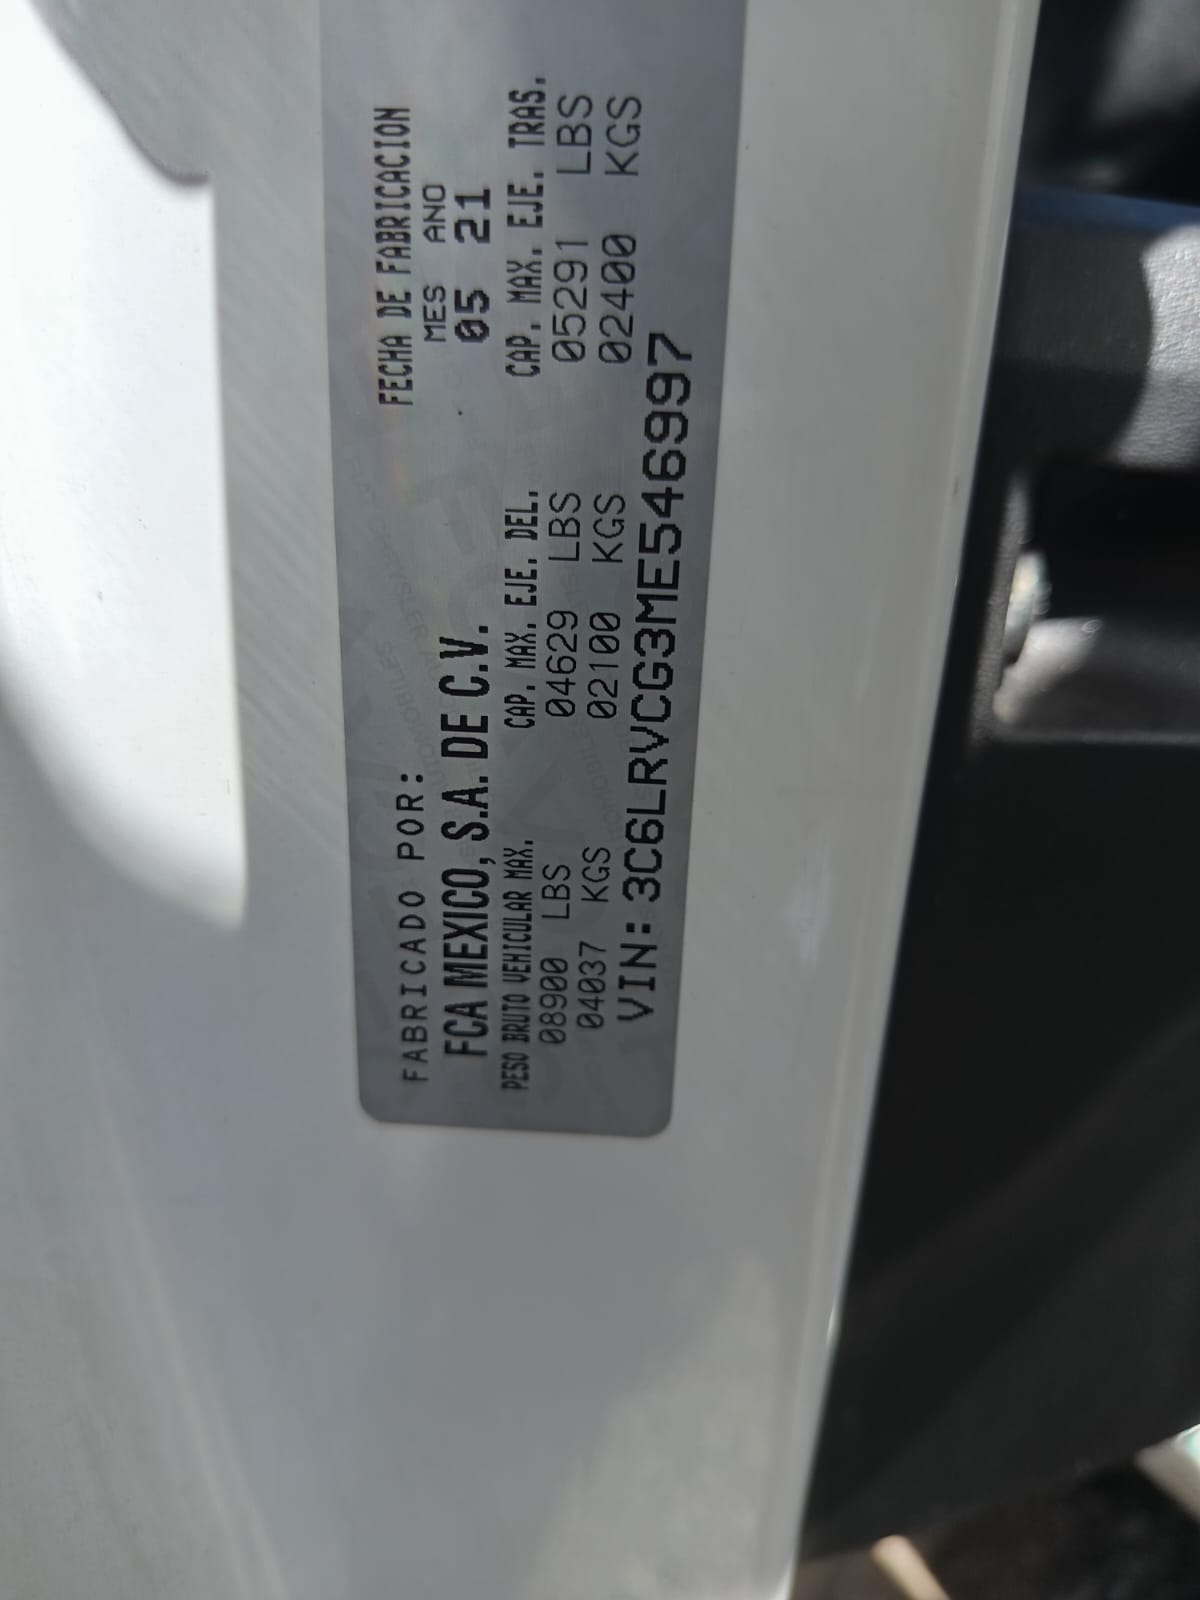 FABRICADO POR:
FCA MEXICO, S.A. DE C.V.
FECHA DE FABRICACION
MES ANO
05 21
PESO BRUTO VEHICULAR MAX.
08900 LBS
04037 KGS
CAP. MAX. EJE. DEL.
04629 LBS
02100 KGS
CAP. MAX. EJE. TRAS.
05291 LBS
02400 KGS
VIN: 3C6LRVCG3ME546997